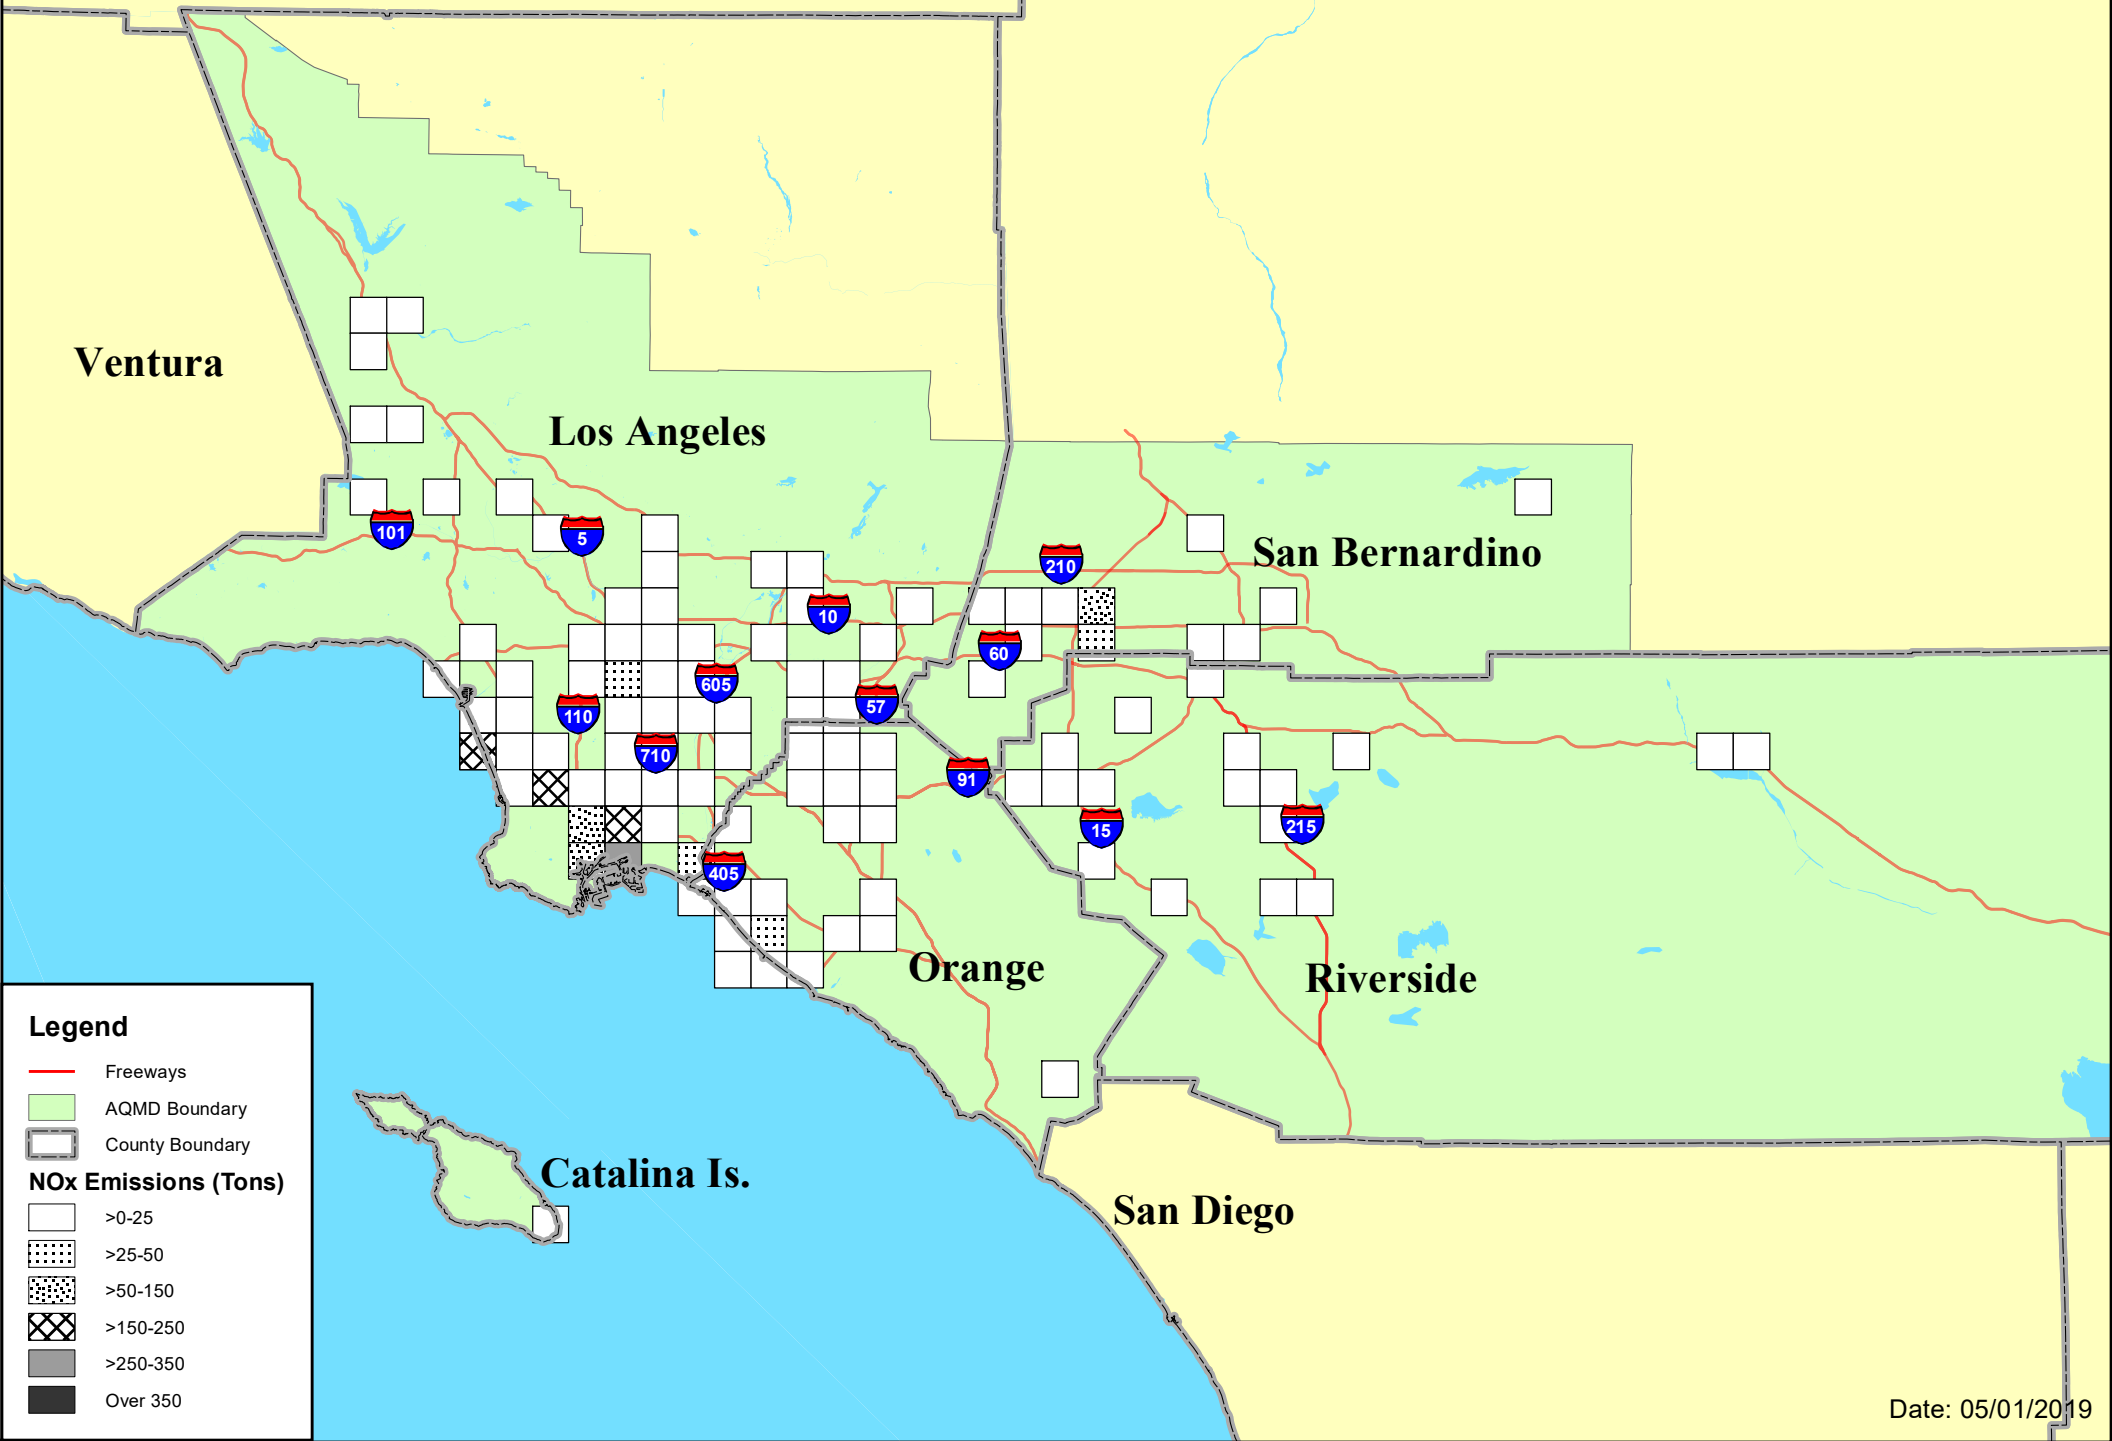 Ventura
Los Angeles
101
5
210
San Bernardino
10
60
605
57
110
710
91
15
215
405
Orange
Riverside
Catalina Is.
San Diego
Legend
Freeways
AQMD Boundary
County Boundary
NOx Emissions (Tons)
>0-25
>25-50
>50-150
>150-250
>250-350
Over 350
Date: 05/01/2019